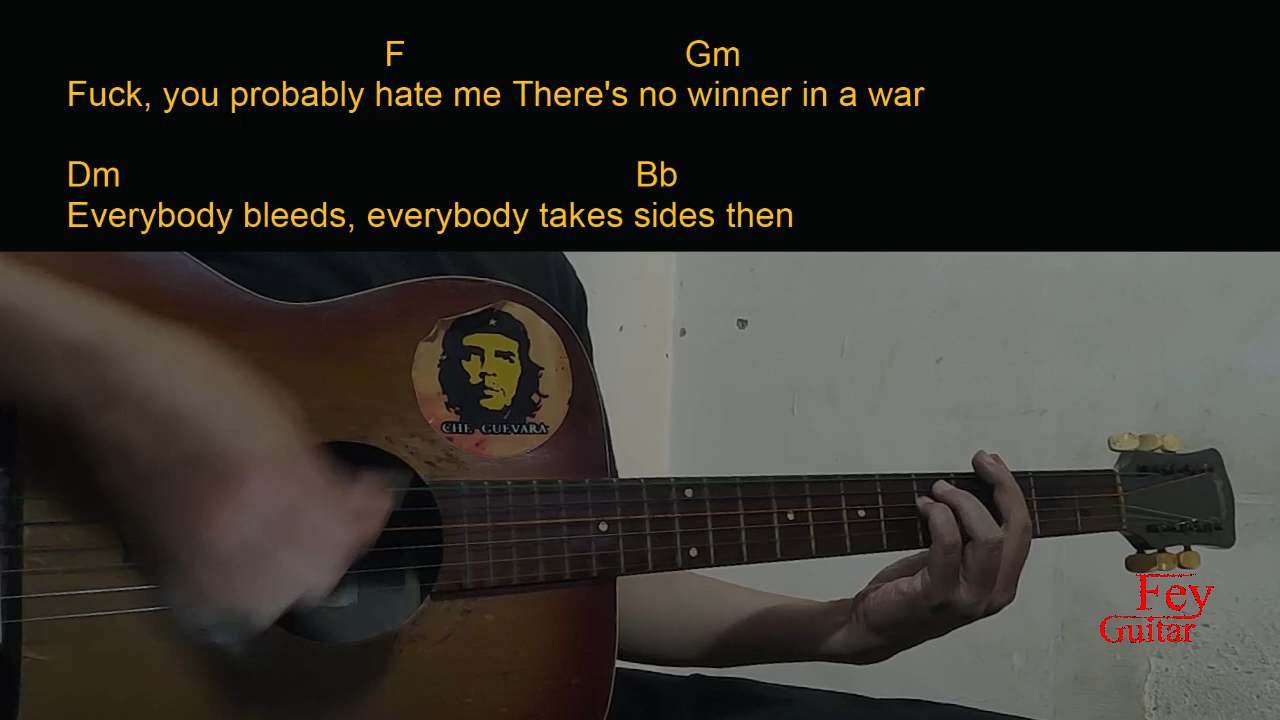 F Gm
Fuck, you probably hate me There's no winner in a war
Dm Bb
Everybody bleeds, everybody takes sides then
CHE GUEVARA
Fey
Guitar